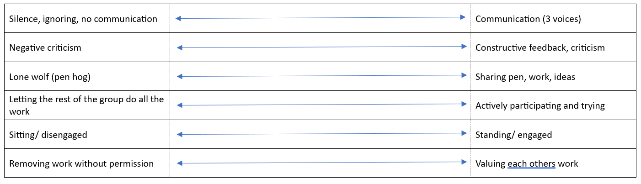 Silence, ignoring, no communication
Communication (3 voices)
Negative criticism
Constructive feedback, criticism
Lone wolf (pen hog)
Sharing pen, work, ideas
Letting the rest of the group do all the
work
Actively participating and trying
Sitting/ disengaged
Standing/ engaged
Removing work without permission
Valuing each others work